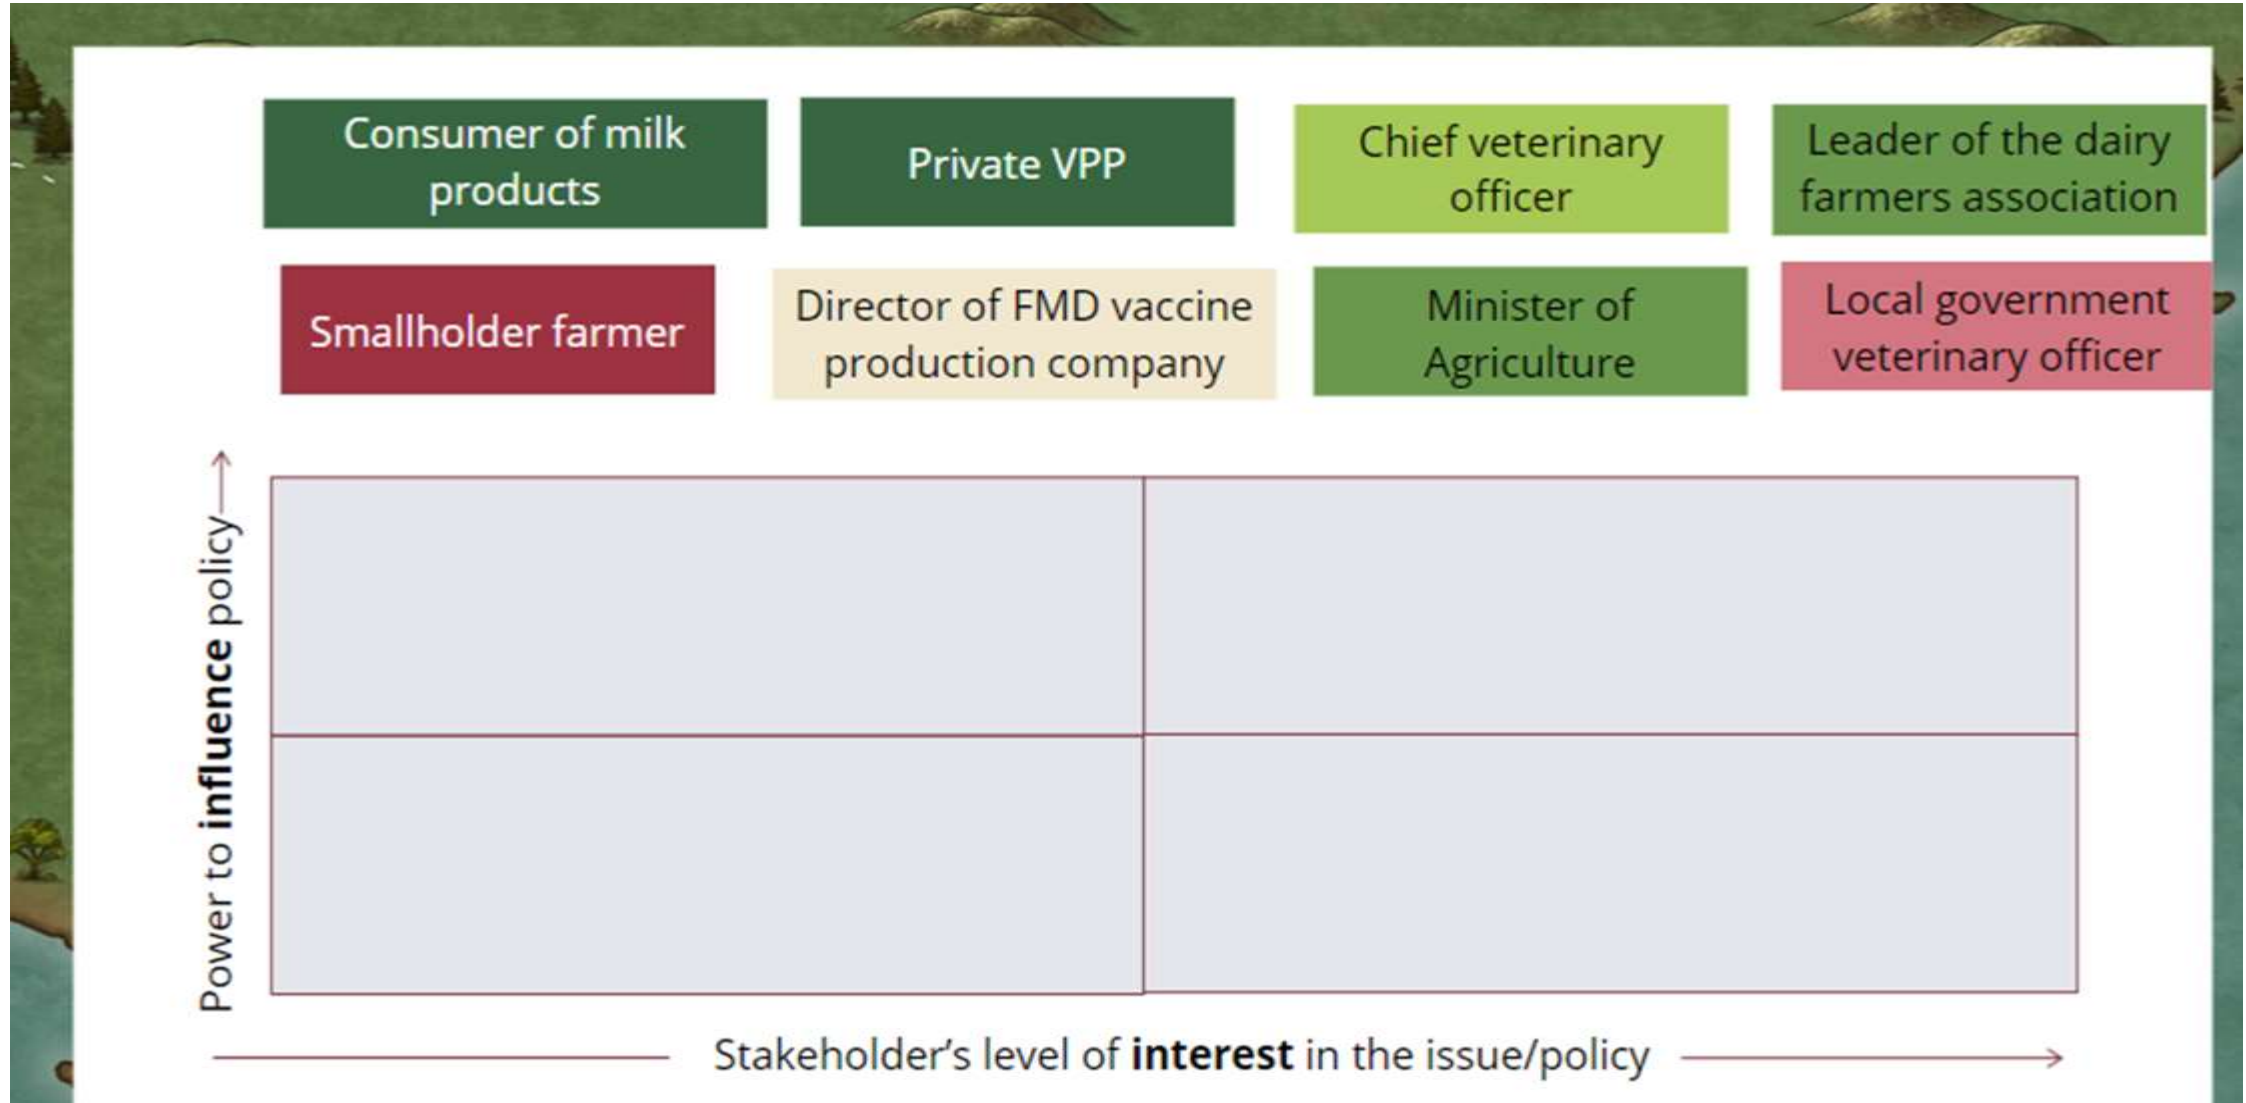 Consumer of milk
products
Private VPP
Chief veterinary
officer
Leader of the dairy
farmers association
Smallholder farmer
Director of FMD vaccine
production company
Minister of
Agriculture
Local government
veterinary officer
Power to influence policy
Stakeholder’s level of interest in the issue/policy